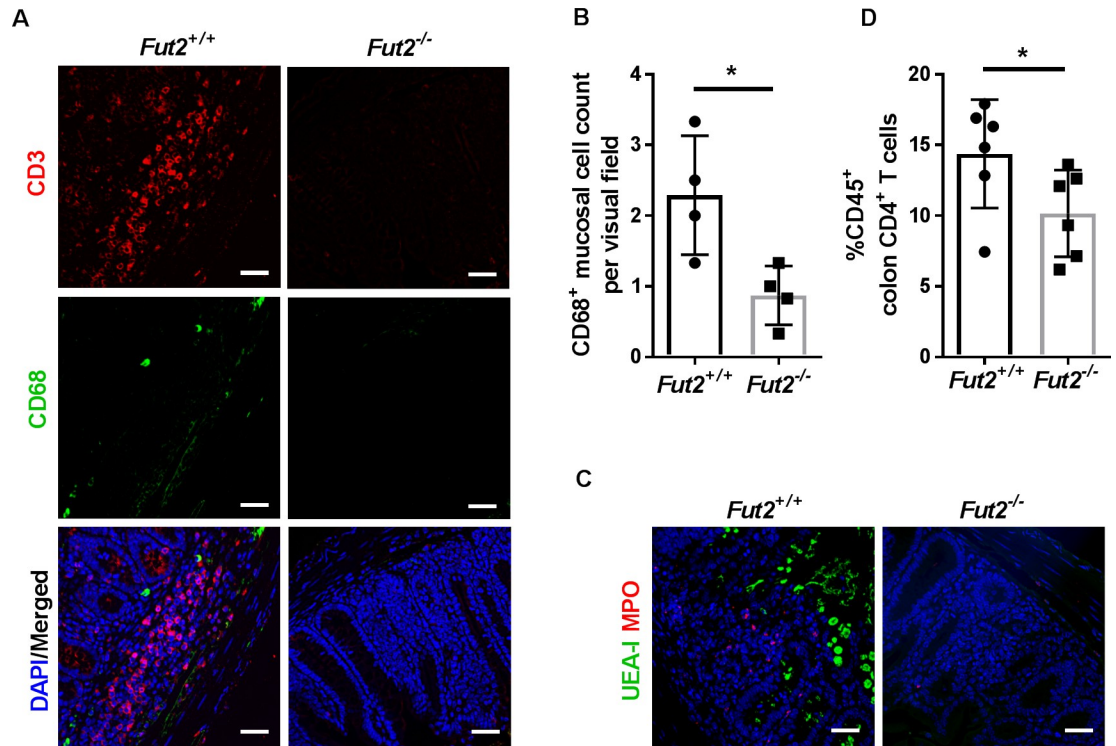 A
Fut2+/+
Fut2-/-
CD3
CD68
DAPI/Merged
B
*
CD68+ mucosal cell count
per visual field
4
3
2
1
0
Fut2+/+
Fut2-/-
D
*
%CD45+
colon CD4+ T cells
20
15
10
5
0
Fut2+/+
Fut2-/-
C
Fut2+/+
Fut2-/-
UEA-I MPO